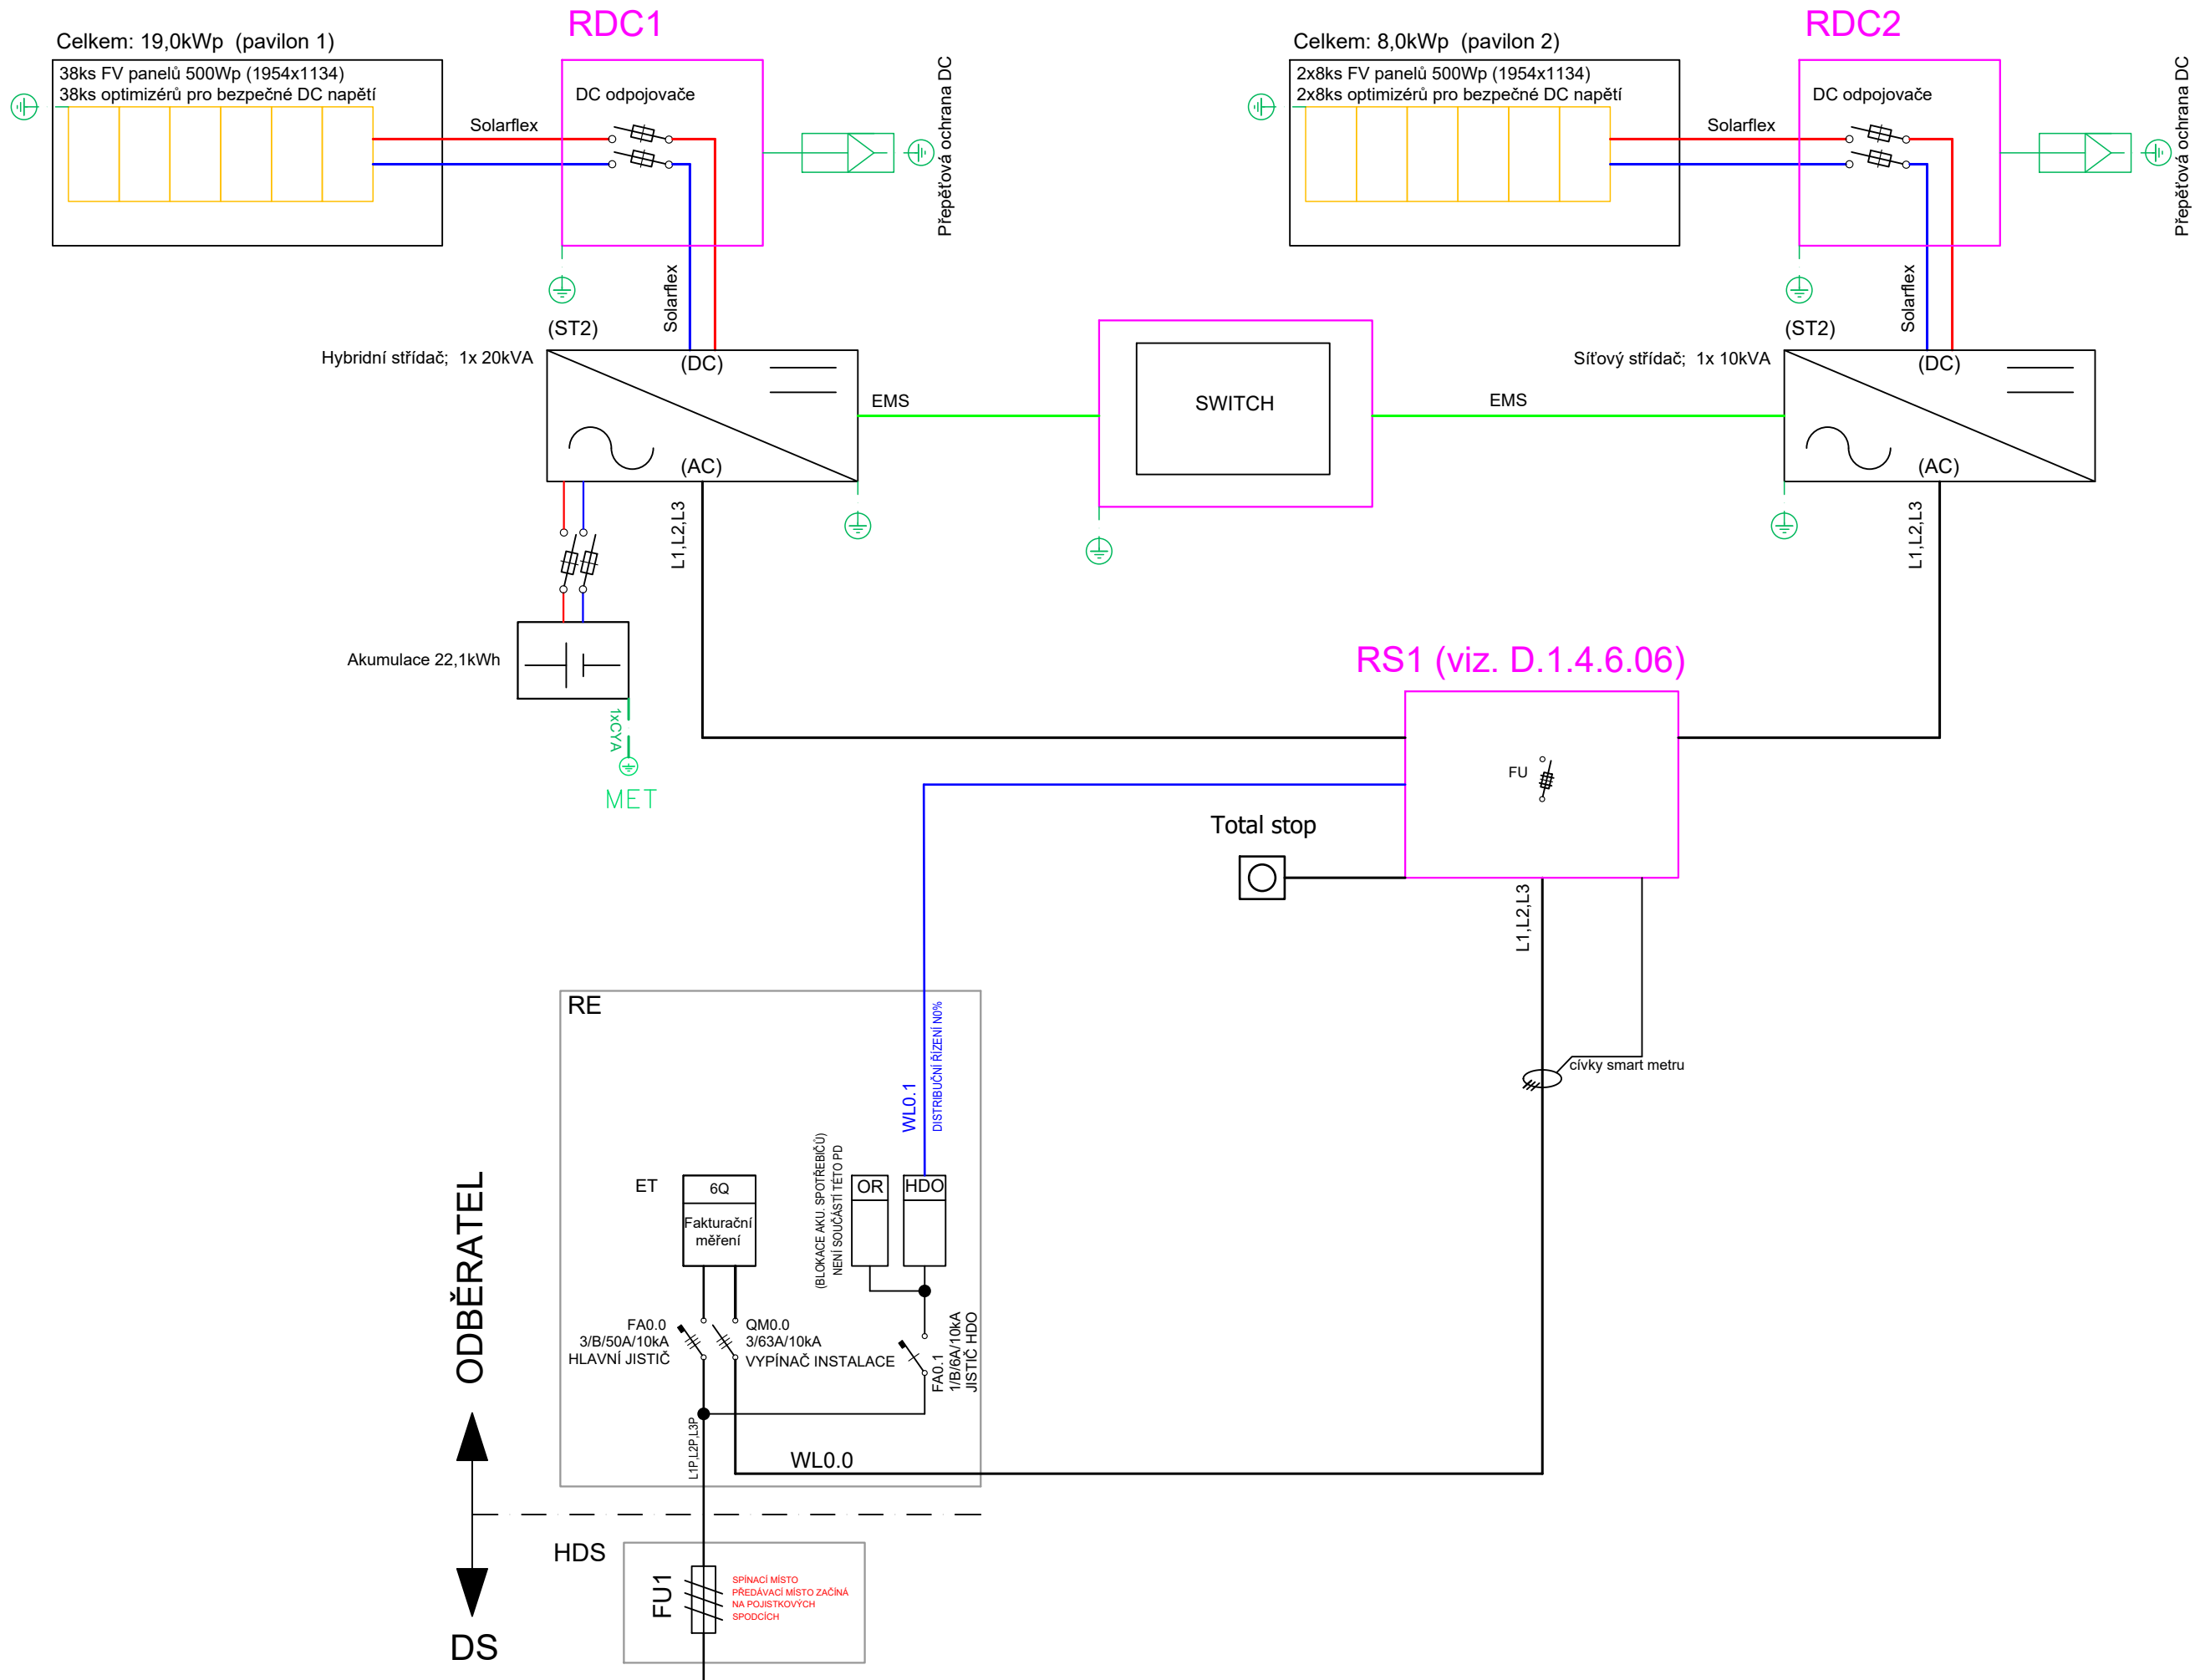 RDC1
RDC2
Celkem: 19,0kWp (pavilon 1)
38ks FV panelů 500Wp (1954x1134)
38ks optimizérů pro bezpečné DC napětí
Solarflex
DC odpojovače
Přepěťová ochrana DC
Celkem: 8,0kWp (pavilon 2)
2x8ks FV panelů 500Wp (1954x1134)
2x8ks optimizérů pro bezpečné DC napětí
Solarflex
DC odpojovače
Přepěťová ochrana DC
Solarflex
Solarflex
(ST2)
Hybridní střídač; 1x 20kVA
(DC)
(AC)
EMS
SWITCH
EMS
(ST2)
Síťový střídač; 1x 10kVA
(DC)
(AC)
L1,L2,L3
L1,L2,L3
Akumulace 22,1kWh
1xCYA
MET
RS1 (viz. D.1.4.6.06)
FU
Total stop
L1,L2,L3
cívky smart metru
RE
WL0.1
DISTRIBUČNÍ ŘÍZENÍ N0%
ET
6Q
Fakturační
měření
(BLOKACE AKU. SPOTŘEBIČŮ)
NENÍ SOUČÁSTÍ TÉTO PD
OR
HDO
FA0.0
3/B/50A/10kA
HLAVNÍ JISTIČ
QM0.0
3/63A/10kA
VYPÍNAČ INSTALACE
FA0.1
1/B/6A/10kA
JISTIČ HDO
L1P,L2P,L3P
WL0.0
ODBĚRATEL
DS
HDS
FU1
SPÍNACÍ MÍSTO
PŘEDÁVACÍ MÍSTO ZAČÍNÁ
NA POJISTKOVÝCH
SPODCÍCH